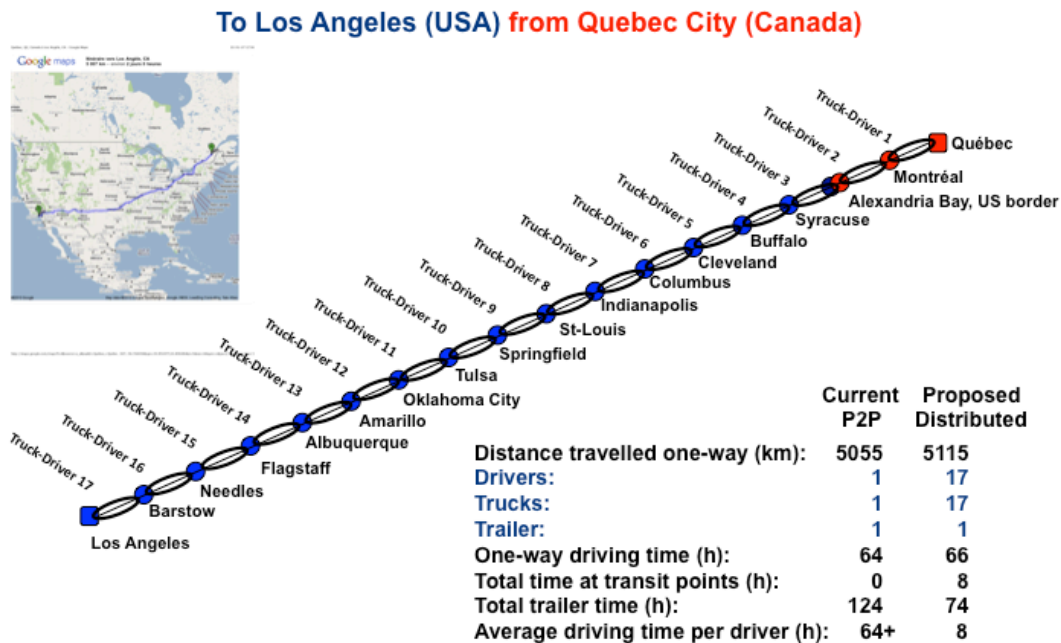 To Los Angeles (USA) from Quebec City (Canada)
Google maps
Truck-Driver 1
Truck-Driver 2
Truck-Driver 3
Truck-Driver 4
Truck-Driver 5
Truck-Driver 6
Truck-Driver 7
Truck-Driver 8
Truck-Driver 9
Truck-Driver 10
Truck-Driver 11
Truck-Driver 12
Truck-Driver 13
Truck-Driver 14
Truck-Driver 15
Truck-Driver 16
Truck-Driver 17
Québec
Montréal
Alexandria Bay, US border
Syracuse
Buffalo
Cleveland
Columbus
Indianapolis
St-Louis
Springfield
Tulsa
Oklahoma City
Amarillo
Albuquerque
Flagstaff
Needles
Barstow
Los Angeles
Current Proposed
P2P Distributed
Distance travelled one-way (km): 5055 5115
Drivers: 1 17
Trucks: 1 17
Trailer: 1 1
One-way driving time (h): 64 66
Total time at transit points (h): 0 8
Total trailer time (h): 124 74
Average driving time per driver (h): 64+ 8